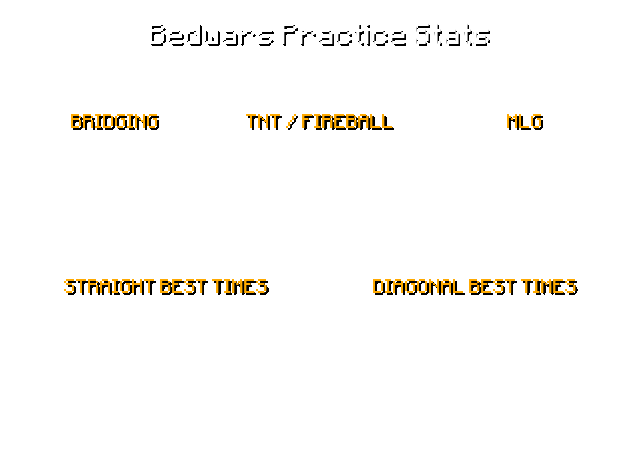 Bedwars Practice Stats
BRIDGING TNT / FIREBALL MLG
STRAIGHT BEST TIMES DIAGONAL BEST TIMES